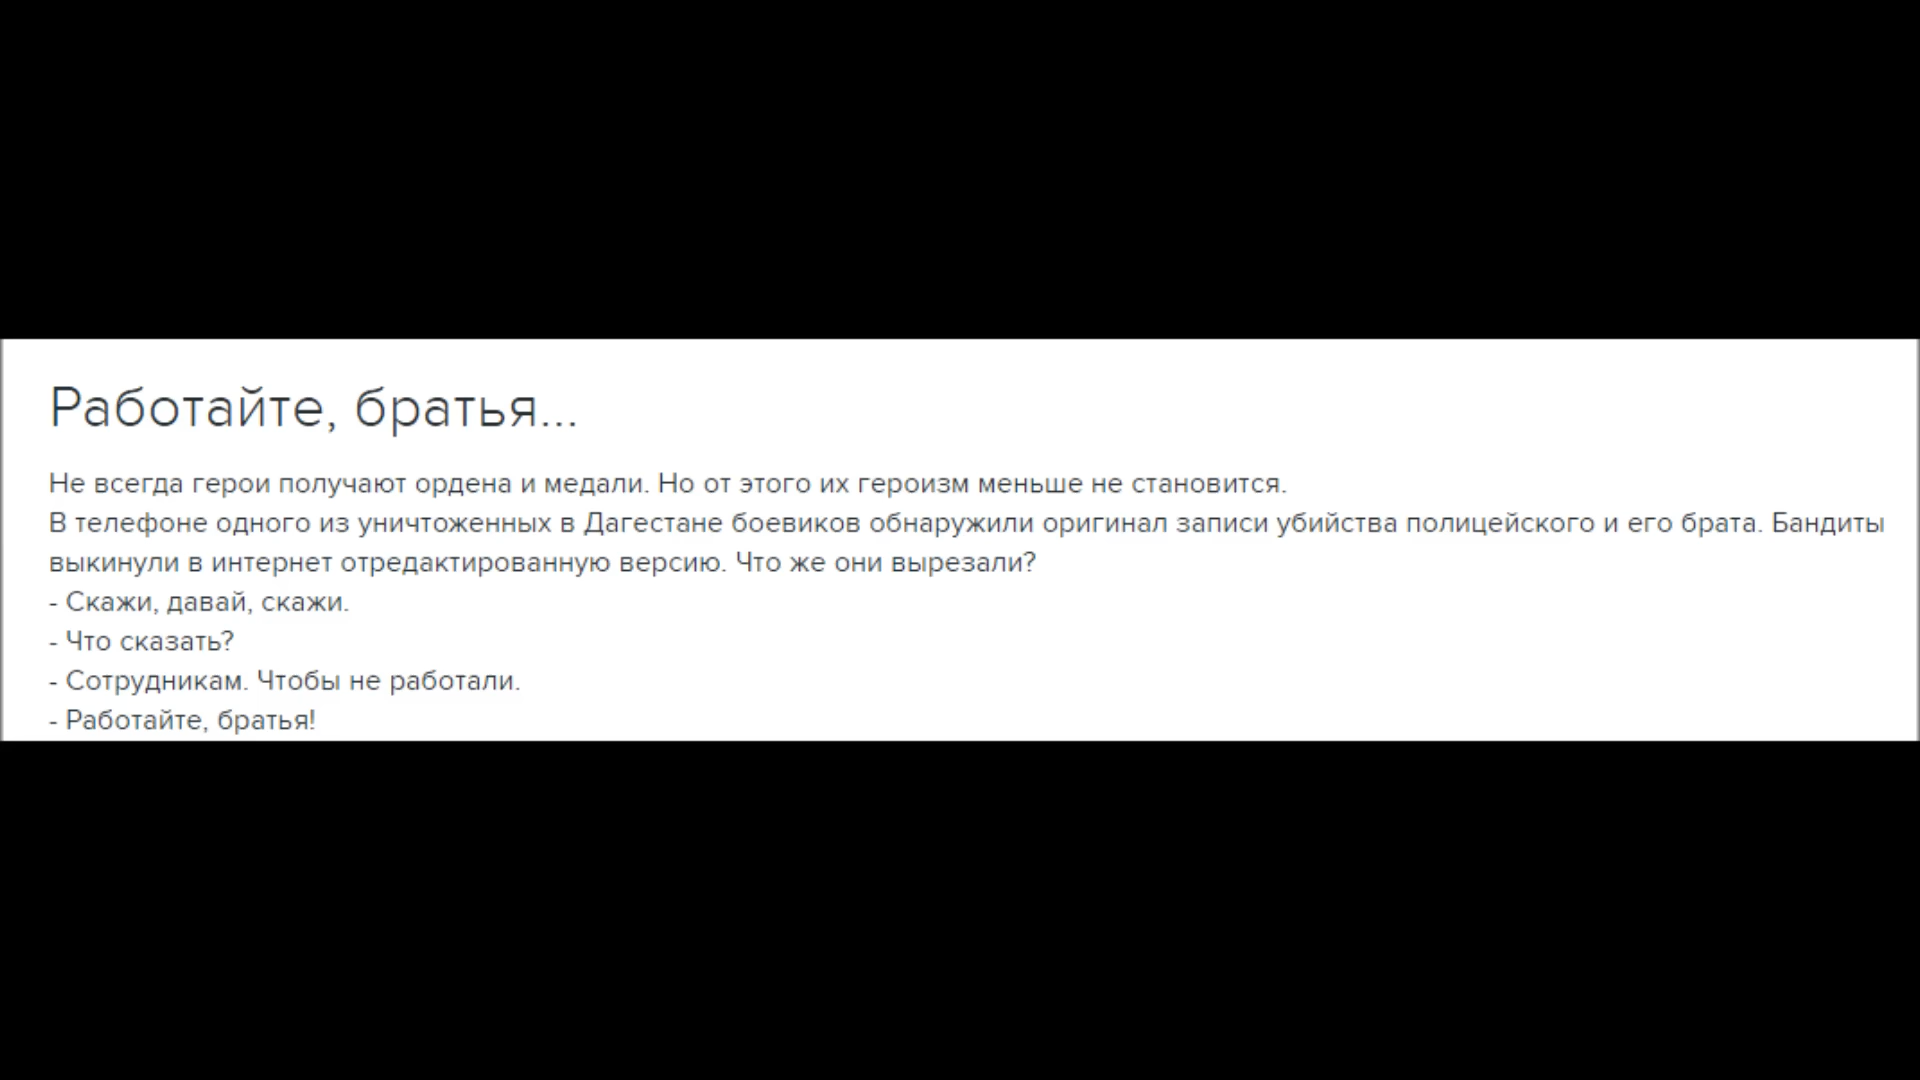 Работайте, братья...
Не всегда герои получают ордена и медали. Но от этого их героизм меньше не становится.
В телефоне одного из уничтоженных в Дагестане боевиков обнаружили оригинал записи убийства полицейского и его брата. Бандиты
выкинули в интернет отредактированную версию. Что же они вырезали?
- Скажи, давай, скажи.
- Что сказать?
- Сотрудникам. Чтобы не работали.
- Работайте, братья!